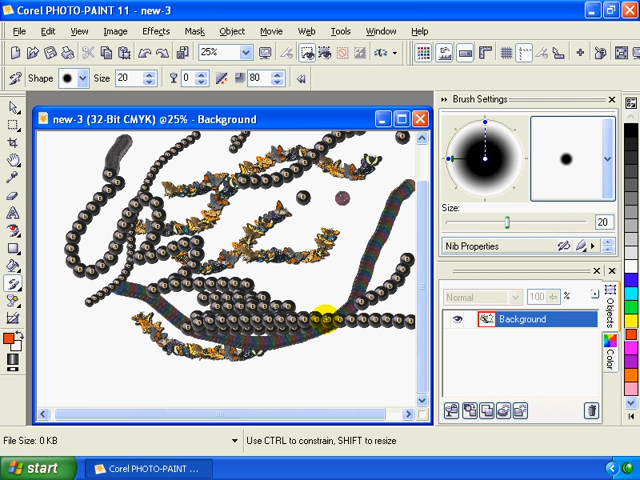 Corel PHOTO-PAINT 11 - new-3
File Edit View Image Effects Mask Object Movie Web Tools Window Help
25%
Shape Size 20 0 80
new-3 (32-Bit CMYK) @25% - Background
Brush Settings
Size:
20
Nib Properties
Normal 100 %
Background
Objects
Color
File Size: 0 KB
Use CTRL to constrain, SHIFT to resize
start
Corel PHOTO-PAINT ...